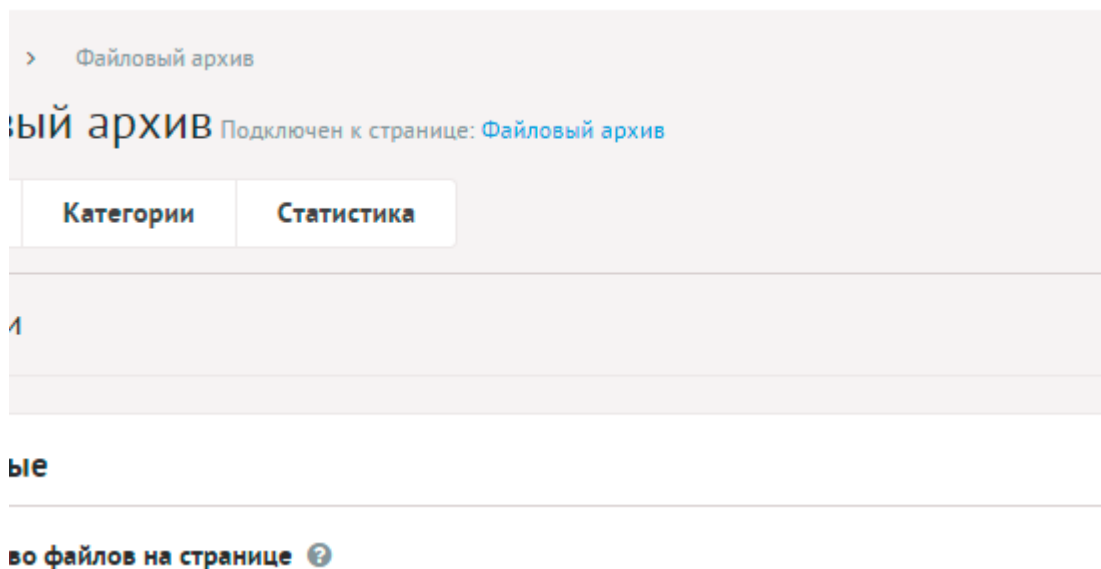 > Файловый архив
вый архив Подключен к странице: Файловый архив
Категории Статистика
и
ые
во файлов на странице ?